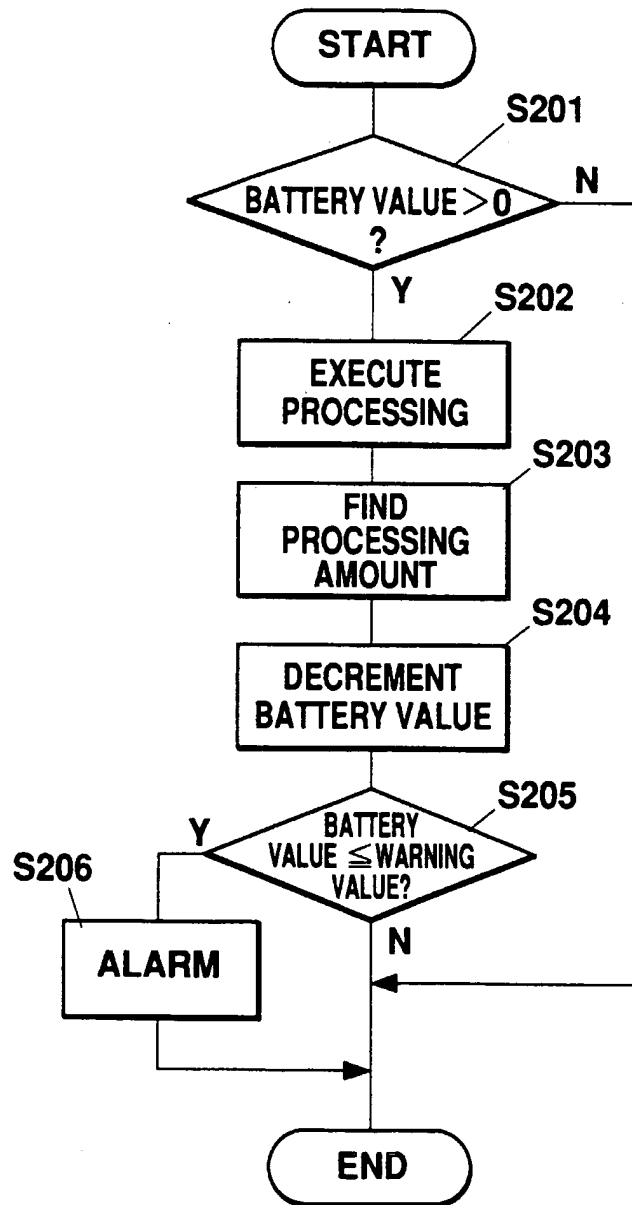 START
S201
BATTERY VALUE >0
?
N
Y
S202
EXECUTE
PROCESSING
S203
FIND
PROCESSING
AMOUNT
S204
DECREMENT
BATTERY VALUE
S205
Y
BATTERY
VALUE ≦WARNING
VALUE?
S206
N
ALARM
END